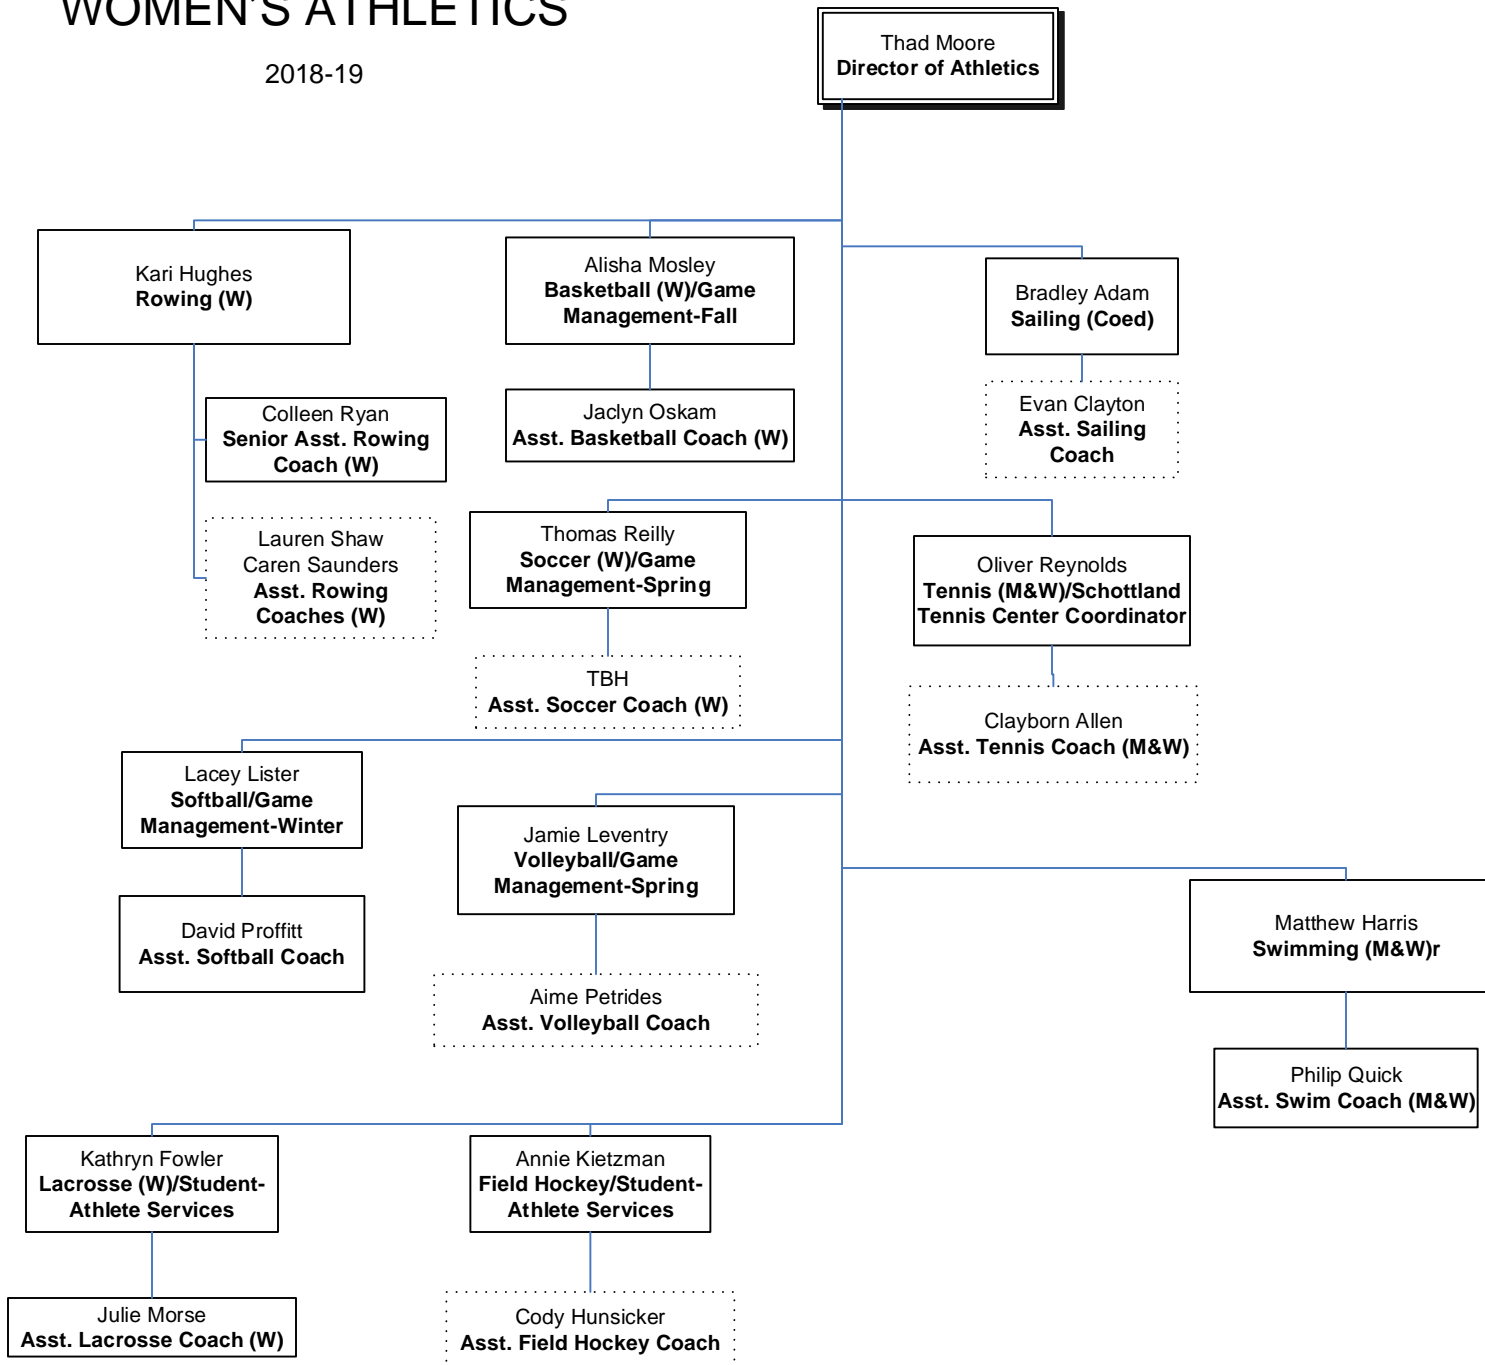 WOMEN'S ATHLETICS
2018-19
Thad Moore
Director of Athletics
Kari Hughes
Rowing (W)
Alisha Mosley
Basketball (W)/Game
Management-Fall
Bradley Adam
Sailing (Coed)
Colleen Ryan
Senior Asst. Rowing
Coach (W)
Jaclyn Oskam
Asst. Basketball Coach (W)
Evan Clayton
Asst. Sailing
Coach
Lauren Shaw
Caren Saunders
Asst. Rowing
Coaches (W)
Thomas Reilly
Soccer (W)/Game
Management-Spring
Oliver Reynolds
Tennis (M&W)/Schottland
Tennis Center Coordinator
TBH
Asst. Soccer Coach (W)
Clayborn Allen
Asst. Tennis Coach (M&W)
Lacey Lister
Softball/Game
Management-Winter
Jamie Leventry
Volleyball/Game
Management-Spring
David Proffitt
Asst. Softball Coach
Matthew Harris
Swimming (M&W)r
Aime Petrides
Asst. Volleyball Coach
Philip Quick
Asst. Swim Coach (M&W)
Kathryn Fowler
Lacrosse (W)/Student-
Athlete Services
Annie Kietzman
Field Hockey/Student-
Athlete Services
Julie Morse
Asst. Lacrosse Coach (W)
Cody Hunsicker
Asst. Field Hockey Coach